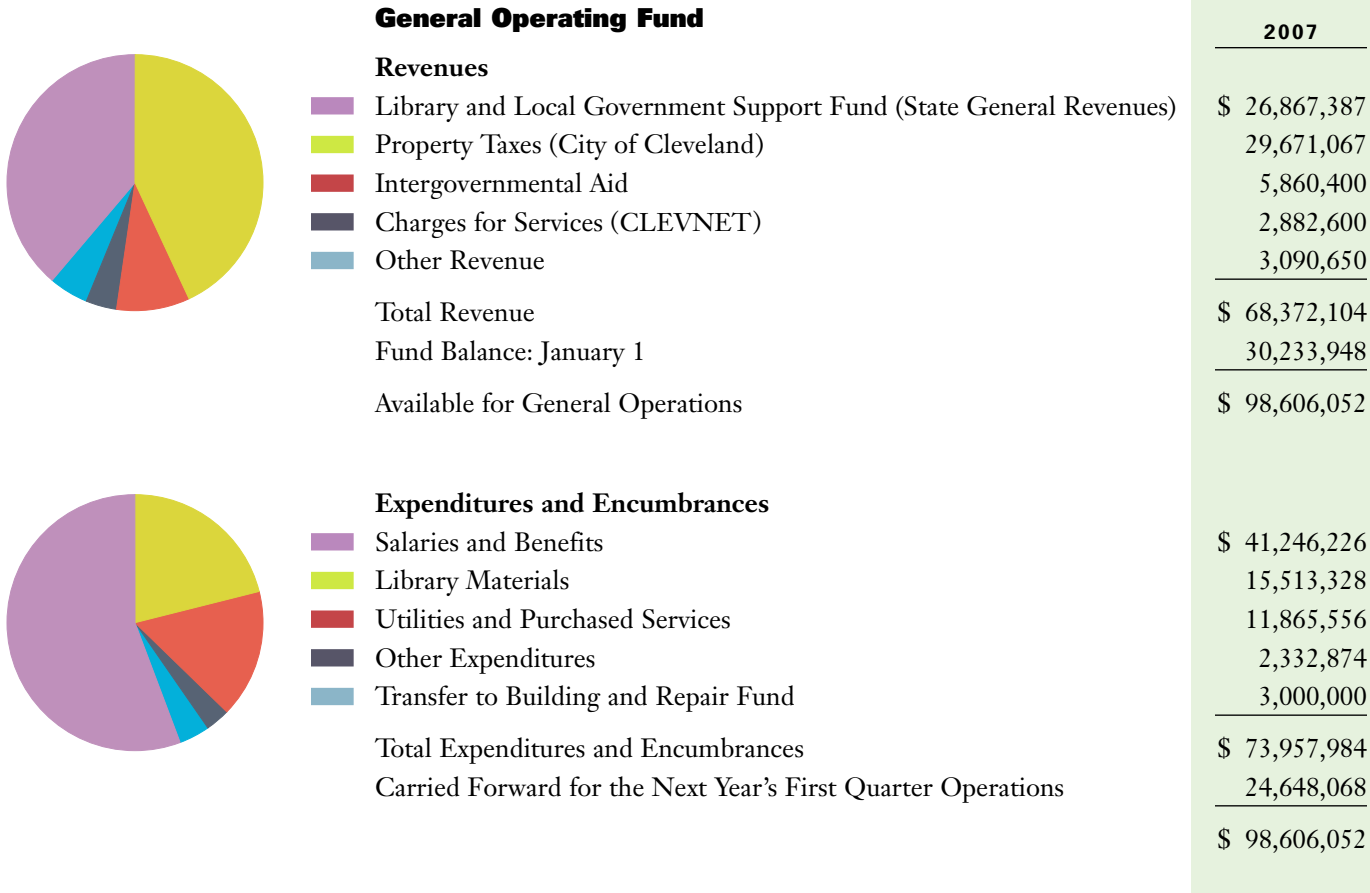 General Operating Fund
2007
Revenues
Library and Local Government Support Fund (State General Revenues) $ 26,867,387
Property Taxes (City of Cleveland) 29,671,067
Intergovernmental Aid 5,860,400
Charges for Services (CLEVNET) 2,882,600
Other Revenue 3,090,650
Total Revenue $ 68,372,104
Fund Balance: January 1 30,233,948
Available for General Operations $ 98,606,052
Expenditures and Encumbrances
Salaries and Benefits $ 41,246,226
Library Materials 15,513,328
Utilities and Purchased Services 11,865,556
Other Expenditures 2,332,874
Transfer to Building and Repair Fund 3,000,000
Total Expenditures and Encumbrances $ 73,957,984
Carried Forward for the Next Year’s First Quarter Operations 24,648,068
$ 98,606,052